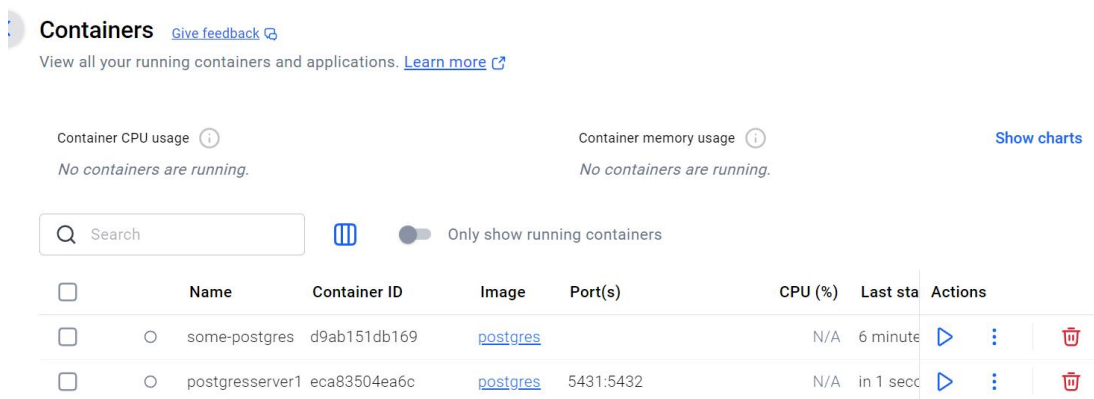 Containers Give feedback
View all your running containers and applications. Learn more
Container CPU usage Container memory usage Show charts
No containers are running. No containers are running.
Search Only show running containers
Name Container ID Image Port(s) CPU (%) Last sta Actions
some-postgres d9ab151db169 postgres N/A 6 minute
postgresserver1 eca83504ea6c postgres 5431:5432 N/A in 1 secc